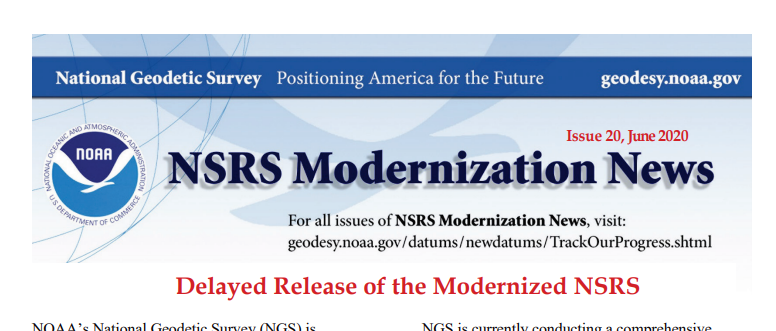 National Geodetic Survey Positioning America for the Future geodesy.noaa.gov
Issue 20, June 2020
NATIONAL OCEANIC AND ATMOSPHERIC ADMINISTRATION
NOAA
U.S. DEPARTMENT OF COMMERCE
NSRS Modernization News
For all issues of NSRS Modernization News, visit:
geodesy.noaa.gov/datums/newdatums/TrackOurProgress.shtml
Delayed Release of the Modernized NSRS
NOAA's National Geodetic Survey (NGS) is
NGS is currently conducting a comprehensive